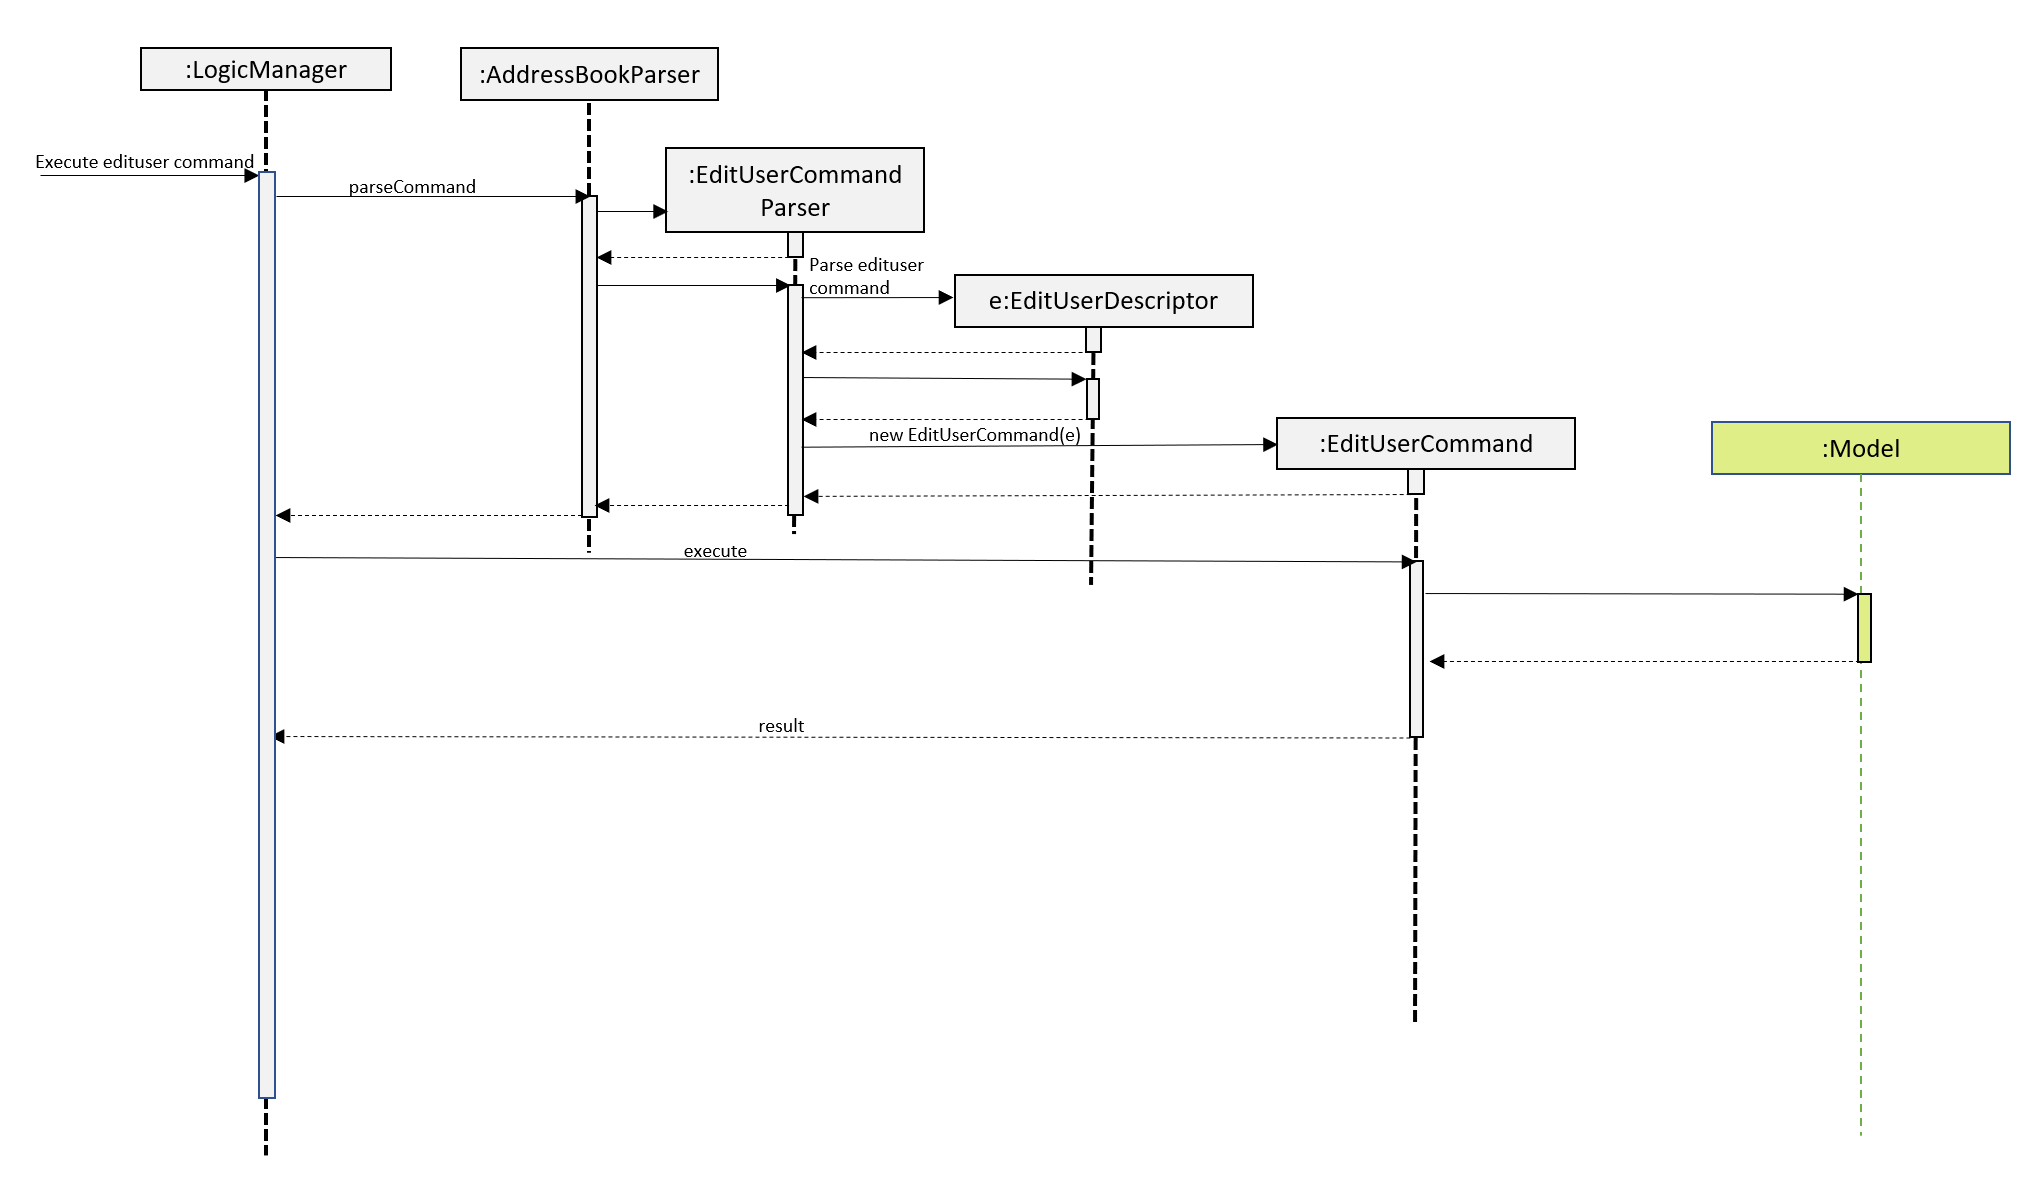 :LogicManager
:AddressBookParser
Execute edituser command
parseCommand
:EditUserCommand
Parser
Parse edituser
command
e:EditUserDescriptor
new EditUserCommand(e)
:EditUserCommand
:Model
execute
result